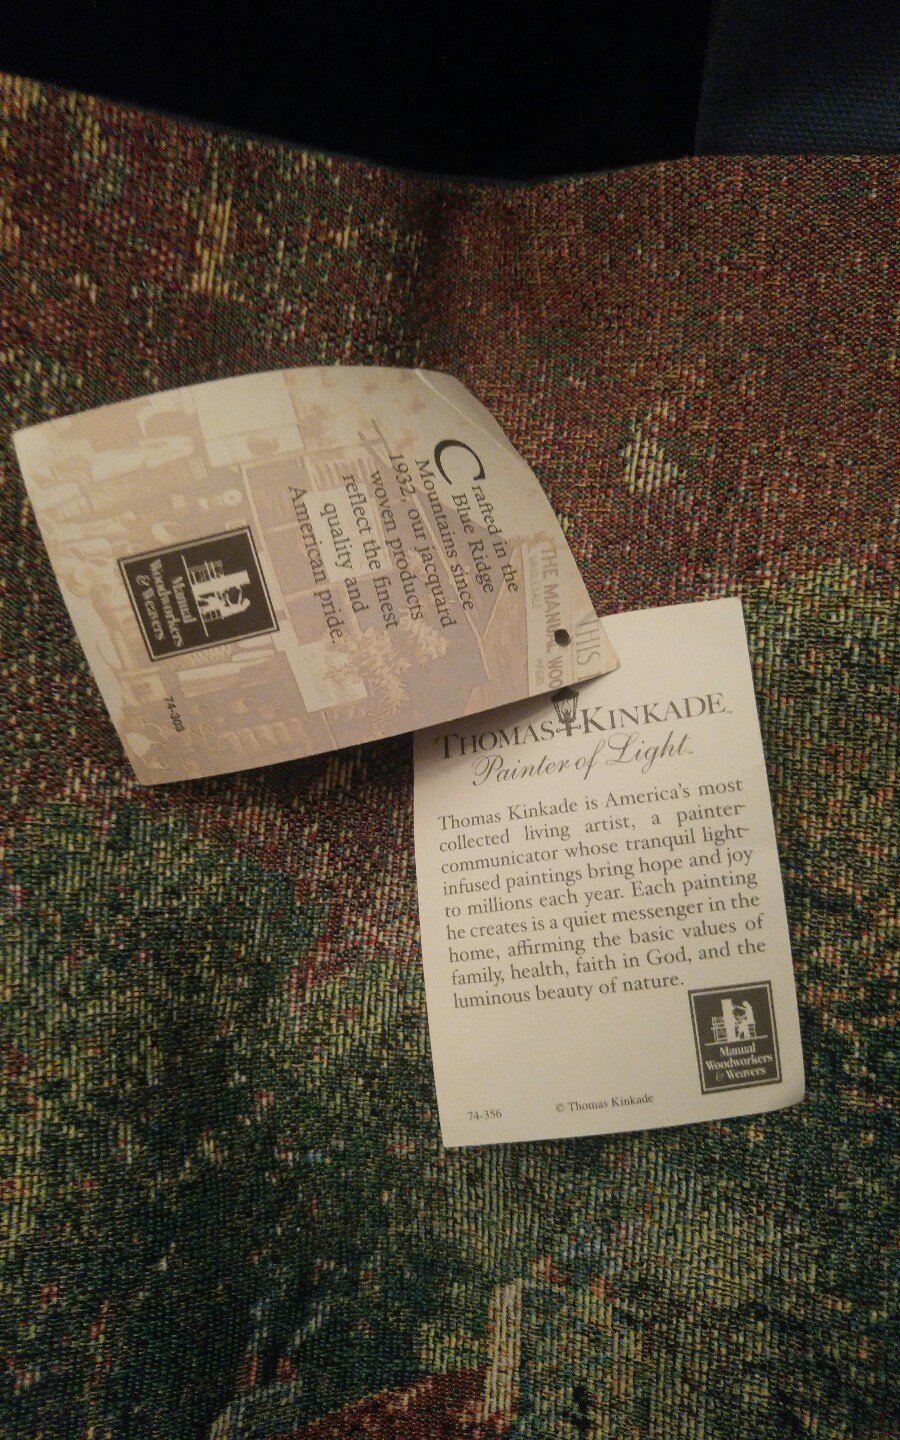 Crafted in the
Blue Ridge
Mountains since
1932, our jacquard
woven products
reflect the finest
quality and
American pride.
Manual
Woodworkers
& Weavers
74-303
THIS
THE MANUAL WOO
THOMAS KINKADE™
Painter of Light™
Thomas Kinkade is America's most
collected living artist, a painter-
communicator whose tranquil light-
infused paintings bring hope and joy
to millions each year. Each painting
he creates is a quiet messenger in the
home, affirming the basic values of
family, health, faith in God, and the
luminous beauty of nature.
Manual
Woodworkers
& Weavers
74-356
© Thomas Kinkade